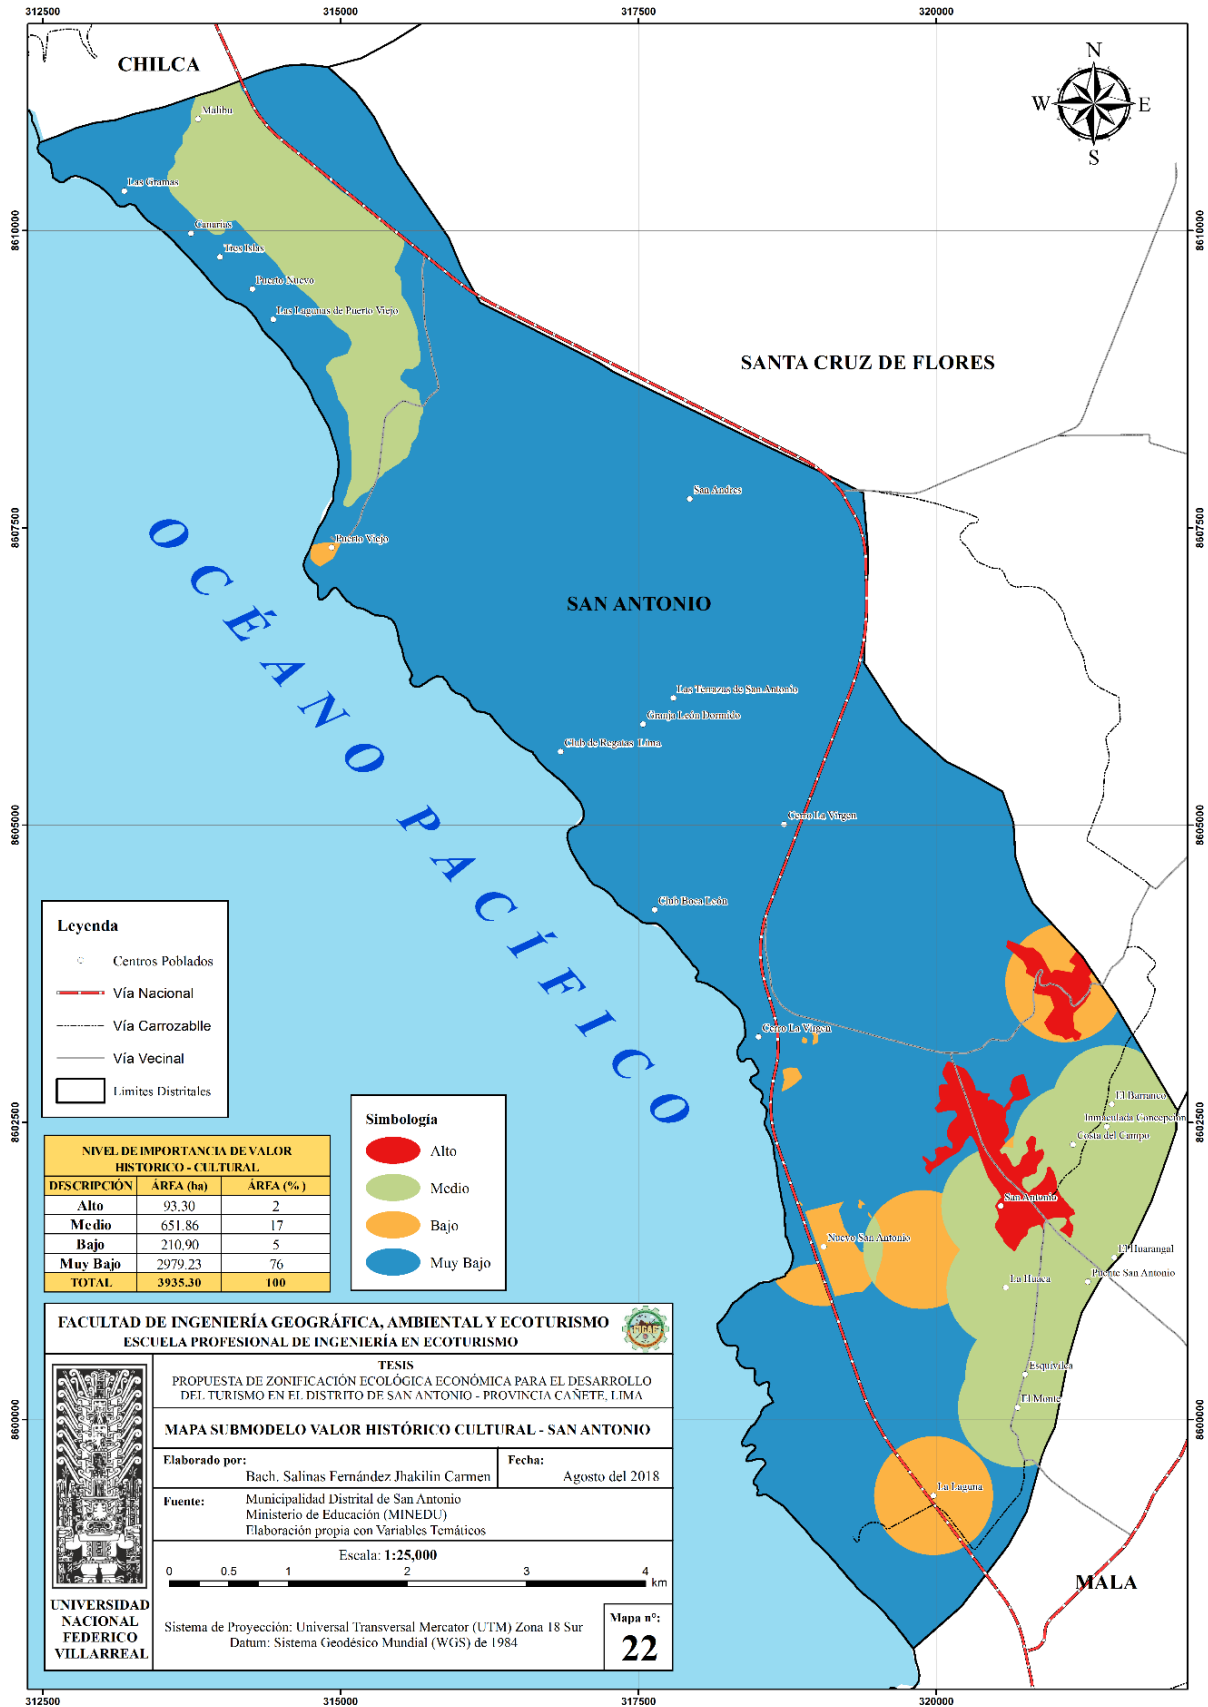 312500 315000 317500 320000
CHILCA
N
W E
S
Malibu
Las Gramas
8610000 8610000
Canarias
Tres Islas
Puerto Nuevo
Las Lagunas de Puerto Viejo
SANTA CRUZ DE FLORES
San Andres
8607500 8607500
Puerto Viejo
SAN ANTONIO
OCÉANO PACÍFICO
Las Terrazas de San Antonio
Granja León Dormido
Club de Regatas Lima
8605000 8605000
Cerro La Virgen
Club Boca León
Cerro La Virgen
8602500 8602500
El Barranco
Inmaculada Concepción
Costa del Campo
San Antonio
Nuevo San Antonio
El Huarangal
Puente San Antonio
La Huaca
Esquivilca
El Monte
8600000 8600000
La Laguna
MALA
Leyenda
Centros Poblados
Vía Nacional
Vía Carrozablle
Vía Vecinal
Limites Distritales
Simbología
Alto
Medio
Bajo
Muy Bajo
NIVEL DE IMPORTANCIA DE VALOR
HISTORICO - CULTURAL
DESCRIPCIÓN ÁREA (ha) ÁREA (%)
Alto 93.30 2
Medio 651.86 17
Bajo 210.90 5
Muy Bajo 2979.23 76
TOTAL 3935.30 100
FACULTAD DE INGENIERÍA GEOGRÁFICA, AMBIENTAL Y ECOTURISMO
ESCUELA PROFESIONAL DE INGENIERÍA EN ECOTURISMO
TESIS
PROPUESTA DE ZONIFICACIÓN ECOLÓGICA ECONÓMICA PARA EL DESARROLLO
DEL TURISMO EN EL DISTRITO DE SAN ANTONIO - PROVINCIA CAÑETE, LIMA
MAPA SUBMODELO VALOR HISTÓRICO CULTURAL - SAN ANTONIO
Elaborado por:
Bach. Salinas Fernández Jhakilin Carmen
Fecha:
Agosto del 2018
Fuente: Municipalidad Distrital de San Antonio
Ministerio de Educación (MINEDU)
Elaboración propia con Variables Temáticos
Escala: 1:25,000
0 0.5 1 2 3 4
km
Sistema de Proyección: Universal Transversal Mercator (UTM) Zona 18 Sur
Datum: Sistema Geodésico Mundial (WGS) de 1984
Mapa n°:
22
UNIVERSIDAD
NACIONAL
FEDERICO
VILLARREAL
312500 315000 317500 320000